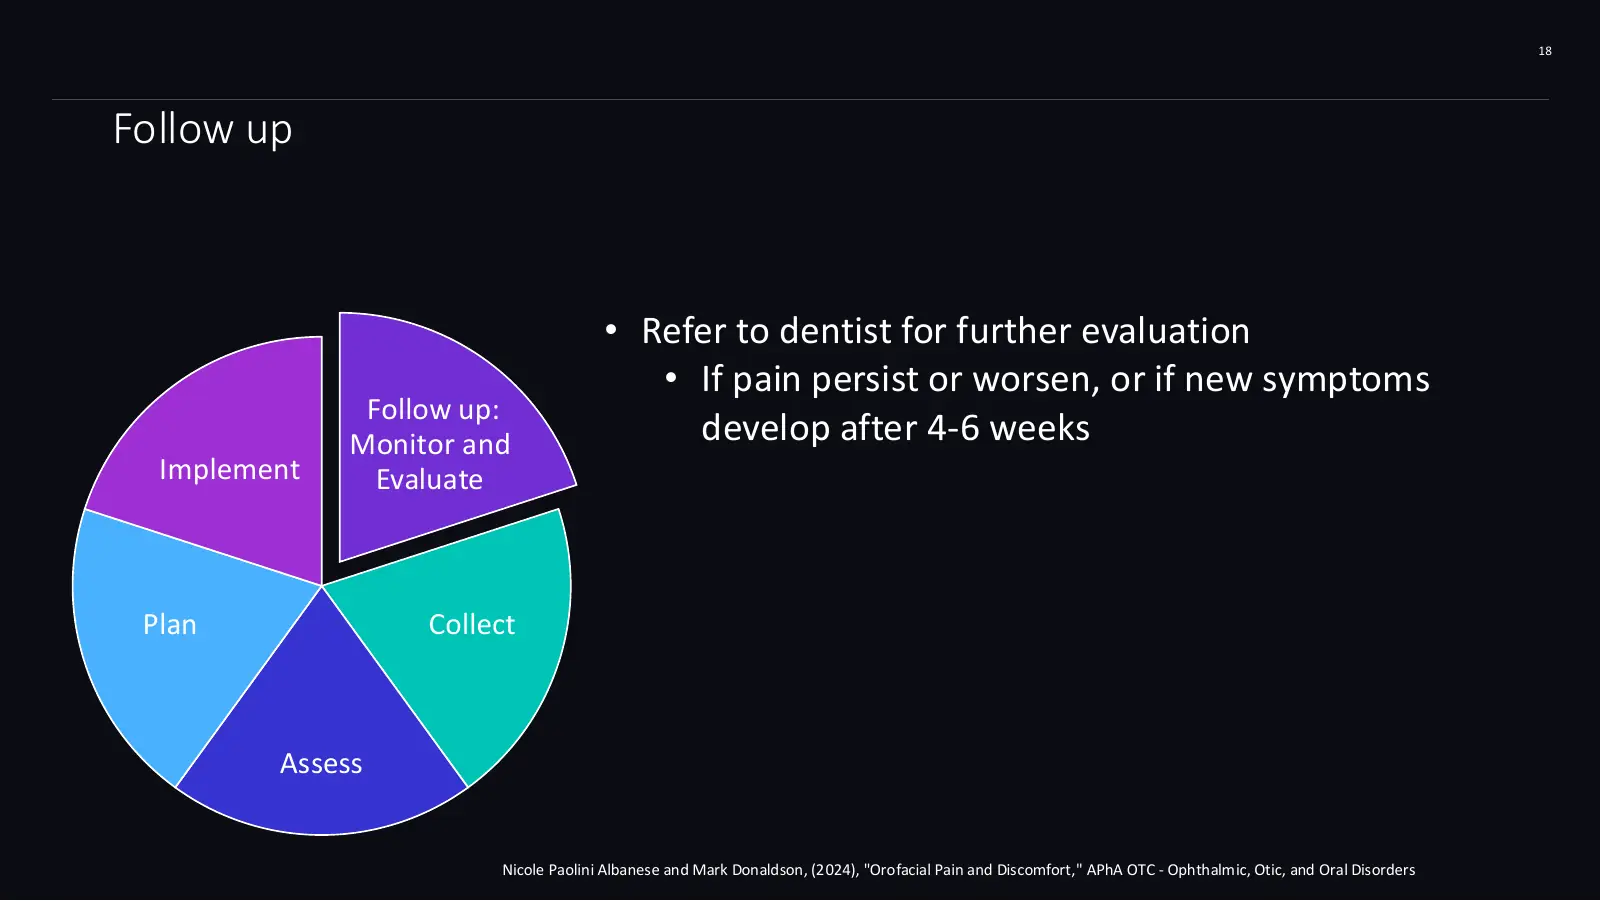 18
Follow up
• Refer to dentist for further evaluation
• If pain persist or worsen, or if new symptoms
develop after 4-6 weeks
Follow up:
Monitor and
Evaluate
Implement
Plan
Collect
Assess
Nicole Paolini Albanese and Mark Donaldson, (2024), "Orofacial Pain and Discomfort," APhA OTC - Ophthalmic, Otic, and Oral Disorders